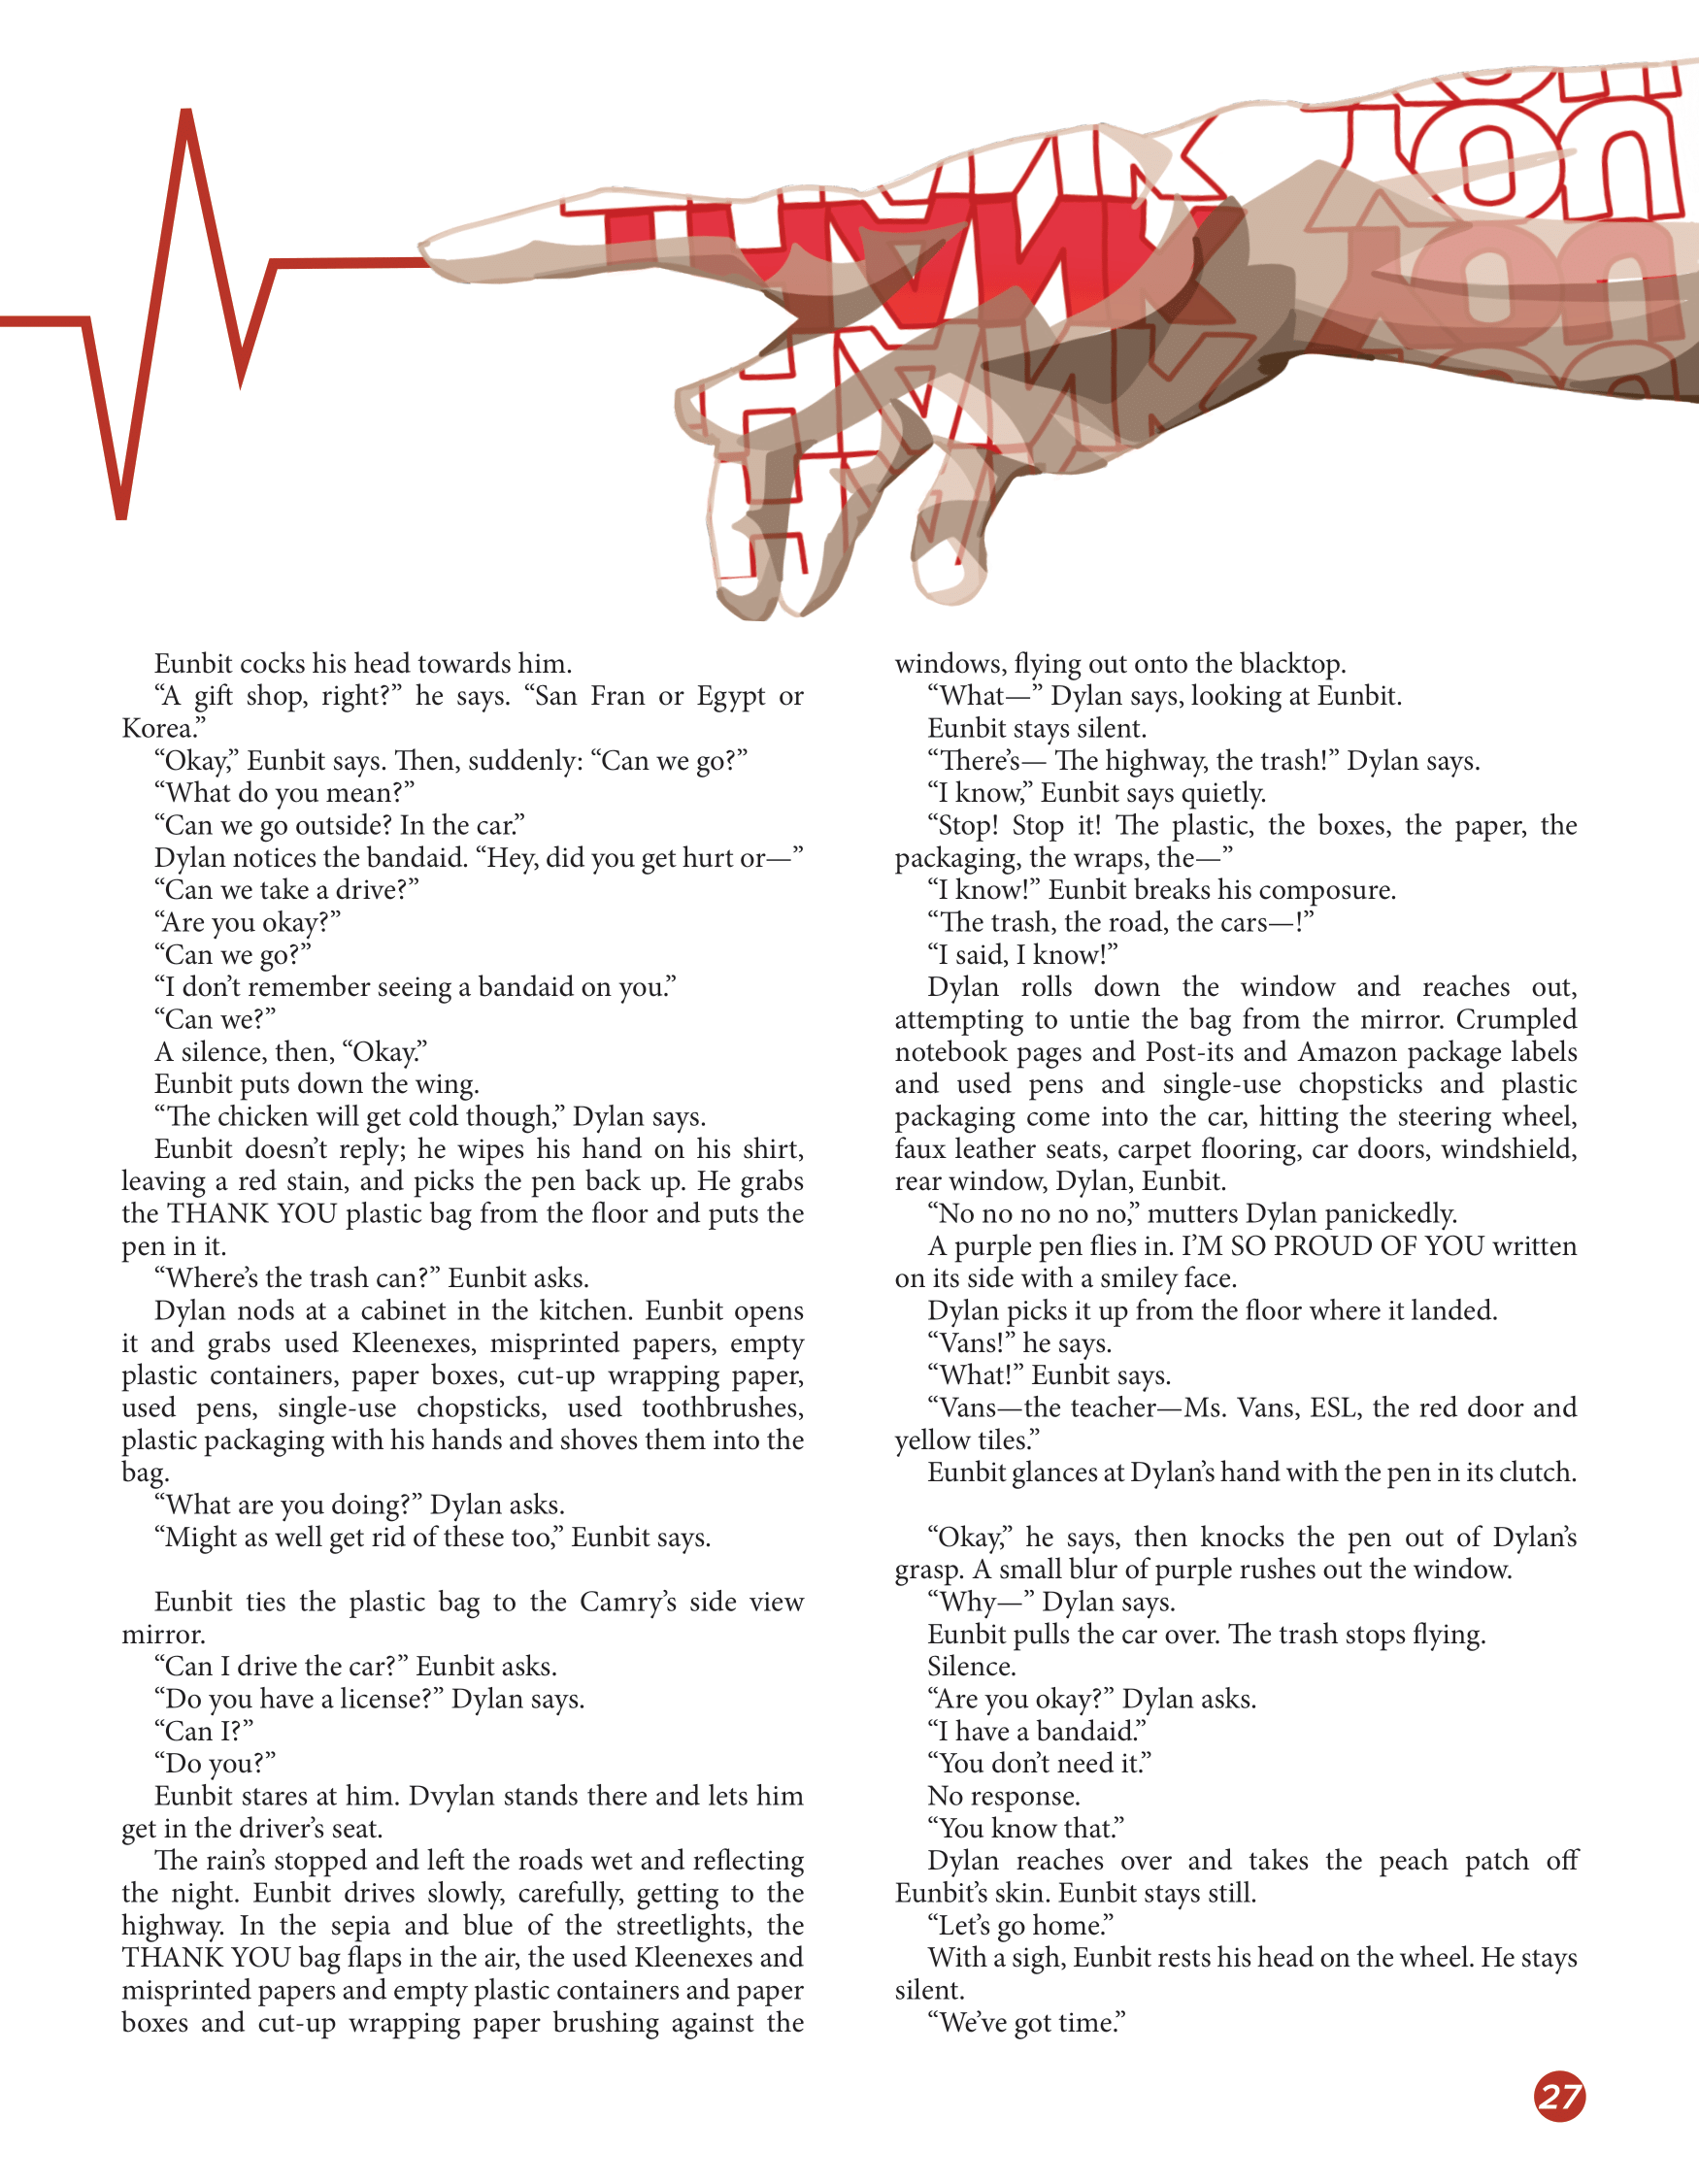 THANK YOU
Eunbit cocks his head towards him.
“A gift shop, right?” he says. “San Fran or Egypt or
Korea.”
“Okay,” Eunbit says. Then, suddenly: “Can we go?”
“What do you mean?”
“Can we go outside? In the car.”
Dylan notices the bandaid. “Hey, did you get hurt or—”
“Can we take a drive?”
“Are you okay?”
“Can we go?”
“I don’t remember seeing a bandaid on you.”
“Can we?”
A silence, then, “Okay.”
Eunbit puts down the wing.
“The chicken will get cold though,” Dylan says.
Eunbit doesn’t reply; he wipes his hand on his shirt,
leaving a red stain, and picks the pen back up. He grabs
the THANK YOU plastic bag from the floor and puts the
pen in it.
“Where’s the trash can?” Eunbit asks.
Dylan nods at a cabinet in the kitchen. Eunbit opens
it and grabs used Kleenexes, misprinted papers, empty
plastic containers, paper boxes, cut-up wrapping paper,
used pens, single-use chopsticks, used toothbrushes,
plastic packaging with his hands and shoves them into the
bag.
“What are you doing?” Dylan asks.
“Might as well get rid of these too,” Eunbit says.
Eunbit ties the plastic bag to the Camry’s side view
mirror.
“Can I drive the car?” Eunbit asks.
“Do you have a license?” Dylan says.
“Can I?”
“Do you?”
Eunbit stares at him. Dvylan stands there and lets him
get in the driver’s seat.
The rain’s stopped and left the roads wet and reflecting
the night. Eunbit drives slowly, carefully, getting to the
highway. In the sepia and blue of the streetlights, the
THANK YOU bag flaps in the air, the used Kleenexes and
misprinted papers and empty plastic containers and paper
boxes and cut-up wrapping paper brushing against the
windows, flying out onto the blacktop.
“What—” Dylan says, looking at Eunbit.
Eunbit stays silent.
“There’s— The highway, the trash!” Dylan says.
“I know,” Eunbit says quietly.
“Stop! Stop it! The plastic, the boxes, the paper, the
packaging, the wraps, the—”
“I know!” Eunbit breaks his composure.
“The trash, the road, the cars—!”
“I said, I know!”
Dylan rolls down the window and reaches out,
attempting to untie the bag from the mirror. Crumpled
notebook pages and Post-its and Amazon package labels
and used pens and single-use chopsticks and plastic
packaging come into the car, hitting the steering wheel,
faux leather seats, carpet flooring, car doors, windshield,
rear window, Dylan, Eunbit.
“No no no no no,” mutters Dylan panickedly.
A purple pen flies in. I’M SO PROUD OF YOU written
on its side with a smiley face.
Dylan picks it up from the floor where it landed.
“Vans!” he says.
“What!” Eunbit says.
“Vans—the teacher—Ms. Vans, ESL, the red door and
yellow tiles.”
Eunbit glances at Dylan’s hand with the pen in its clutch.
“Okay,” he says, then knocks the pen out of Dylan’s
grasp. A small blur of purple rushes out the window.
“Why—” Dylan says.
Eunbit pulls the car over. The trash stops flying.
Silence.
“Are you okay?” Dylan asks.
“I have a bandaid.”
“You don’t need it.”
No response.
“You know that.”
Dylan reaches over and takes the peach patch off
Eunbit’s skin. Eunbit stays still.
“Let’s go home.”
With a sigh, Eunbit rests his head on the wheel. He stays
silent.
“We’ve got time.”
27